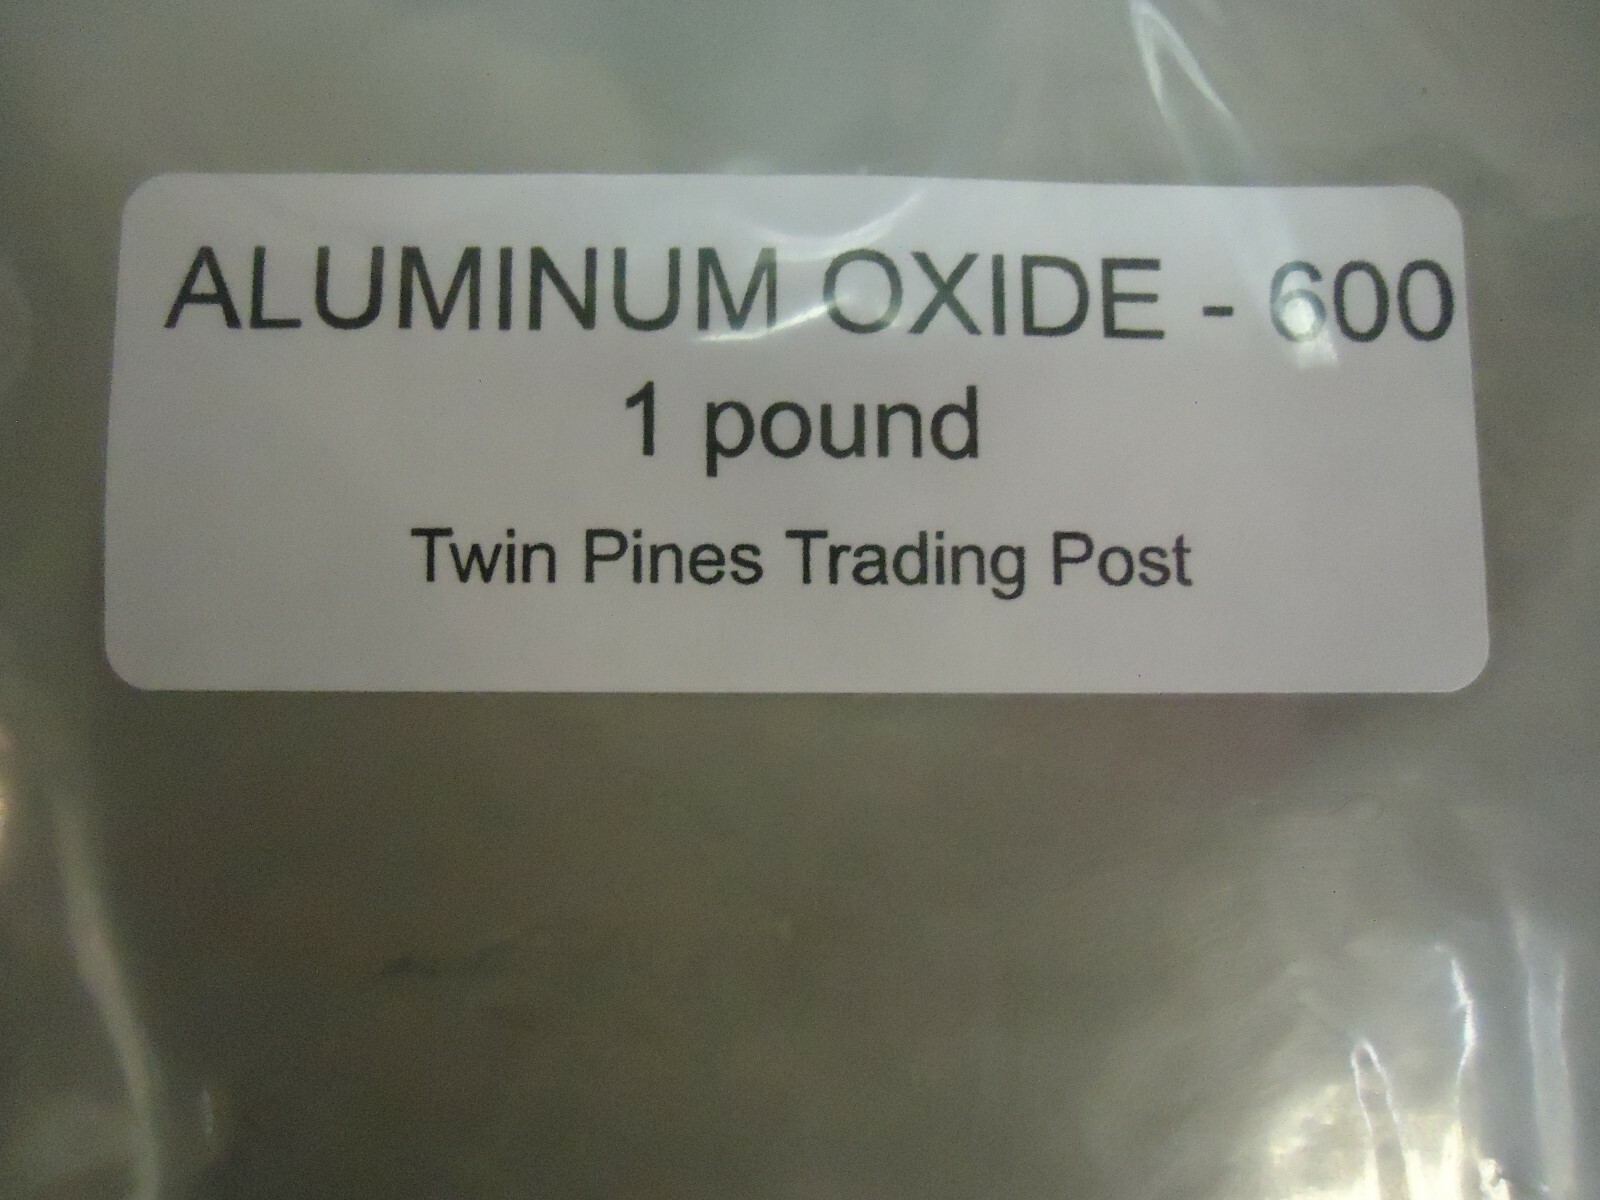 ALUMINUM OXIDE - 600
1 pound
Twin Pines Trading Post